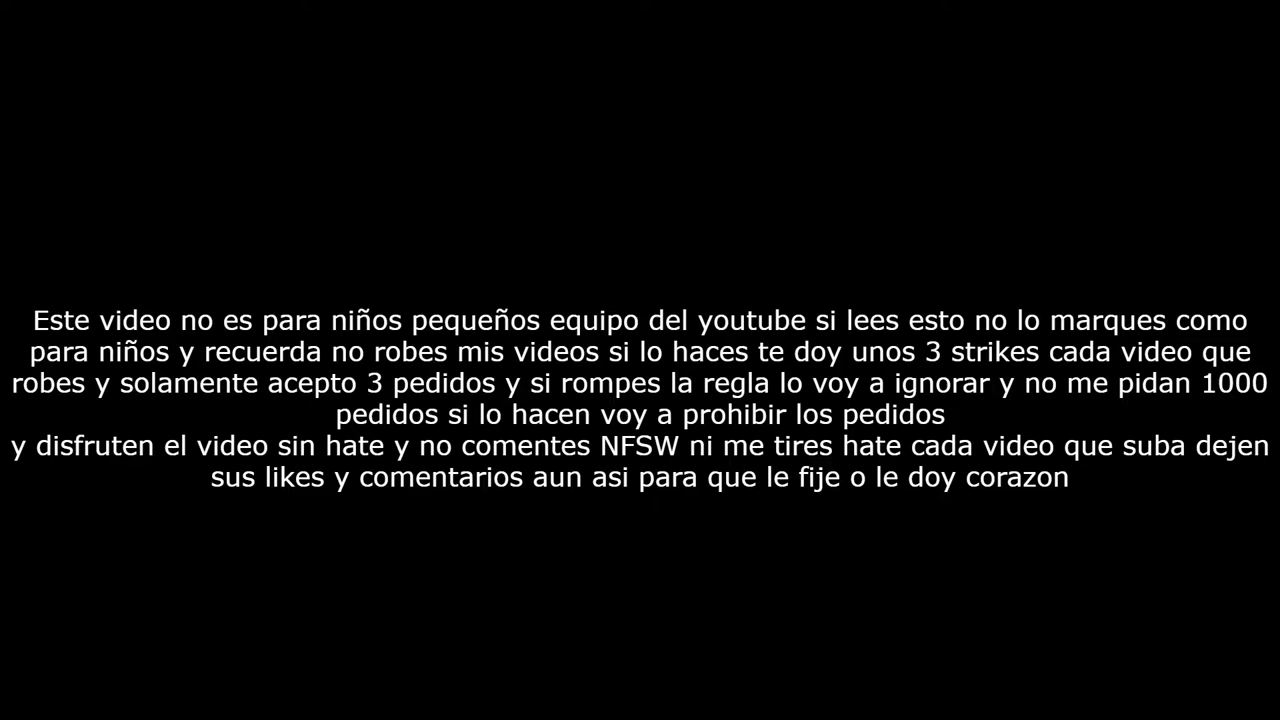 Este video no es para niños pequeños equipo del youtube si lees esto no lo marques como
para niños y recuerda no robes mis videos si lo haces te doy unos 3 strikes cada video que
robes y solamente acepto 3 pedidos y si rompes la regla lo voy a ignorar y no me pidan 1000
pedidos si lo hacen voy a prohibir los pedidos
y disfruten el video sin hate y no comentes NFSW ni me tires hate cada video que suba dejen
sus likes y comentarios aun asi para que le fije o le doy corazon